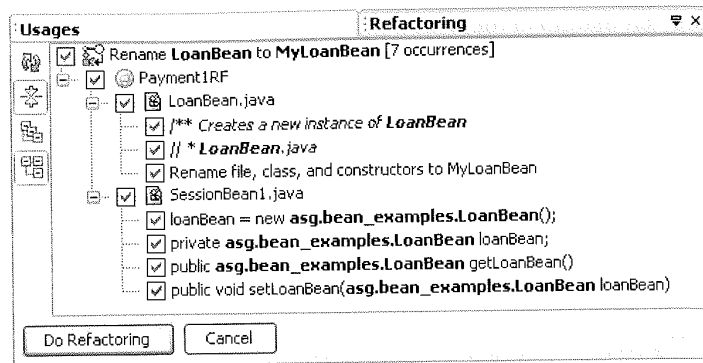 Usages
Refactoring
Rename LoanBean to MyLoanBean [7 occurrences]
Payment1RF
LoanBean.java
/** Creates a new instance of LoanBean
// * LoanBean.java
Rename file, class, and constructors to MyLoanBean
SessionBean1.java
loanBean = new asg.bean_examples.LoanBean();
private asg.bean_examples.LoanBean loanBean;
public asg.bean_examples.LoanBean getLoanBean()
public void setLoanBean(asg.bean_examples.LoanBean loanBean)
Do Refactoring
Cancel